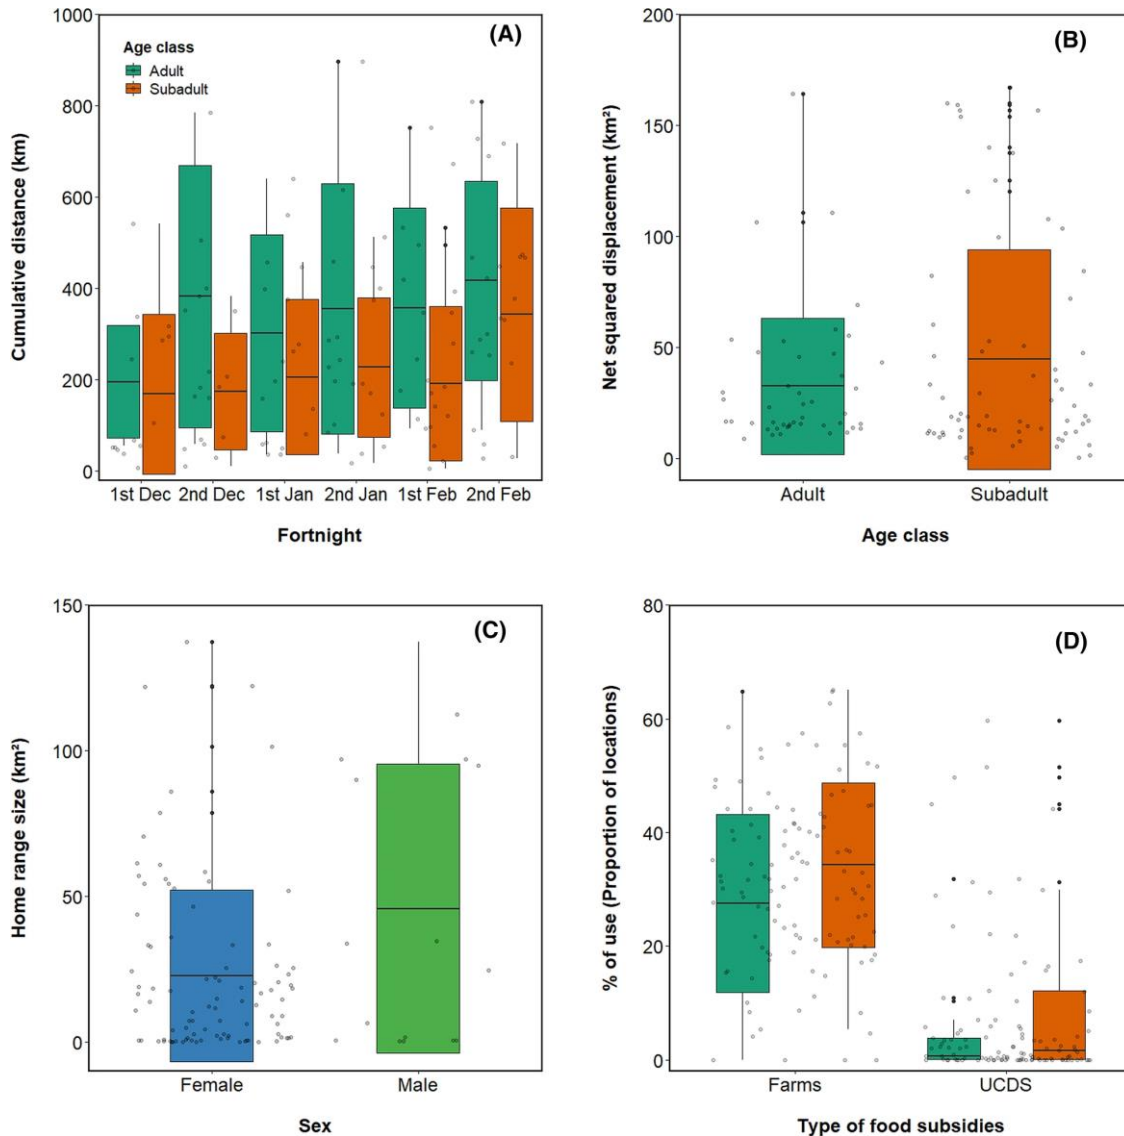 (A)
Age class
Adult
Subadult
Cumulative distance (km)
1000
800
600
400
200
0
1st Dec 2nd Dec 1st Jan 2nd Jan 1st Feb 2nd Feb
Fortnight
(B)
Net squared displacement (km²)
200
150
100
50
0
Adult Subadult
Age class
(C)
Home range size (km²)
150
100
50
0
Female Male
Sex
(D)
% of use (Proportion of locations)
80
60
40
20
0
Farms UCDS
Type of food subsidies